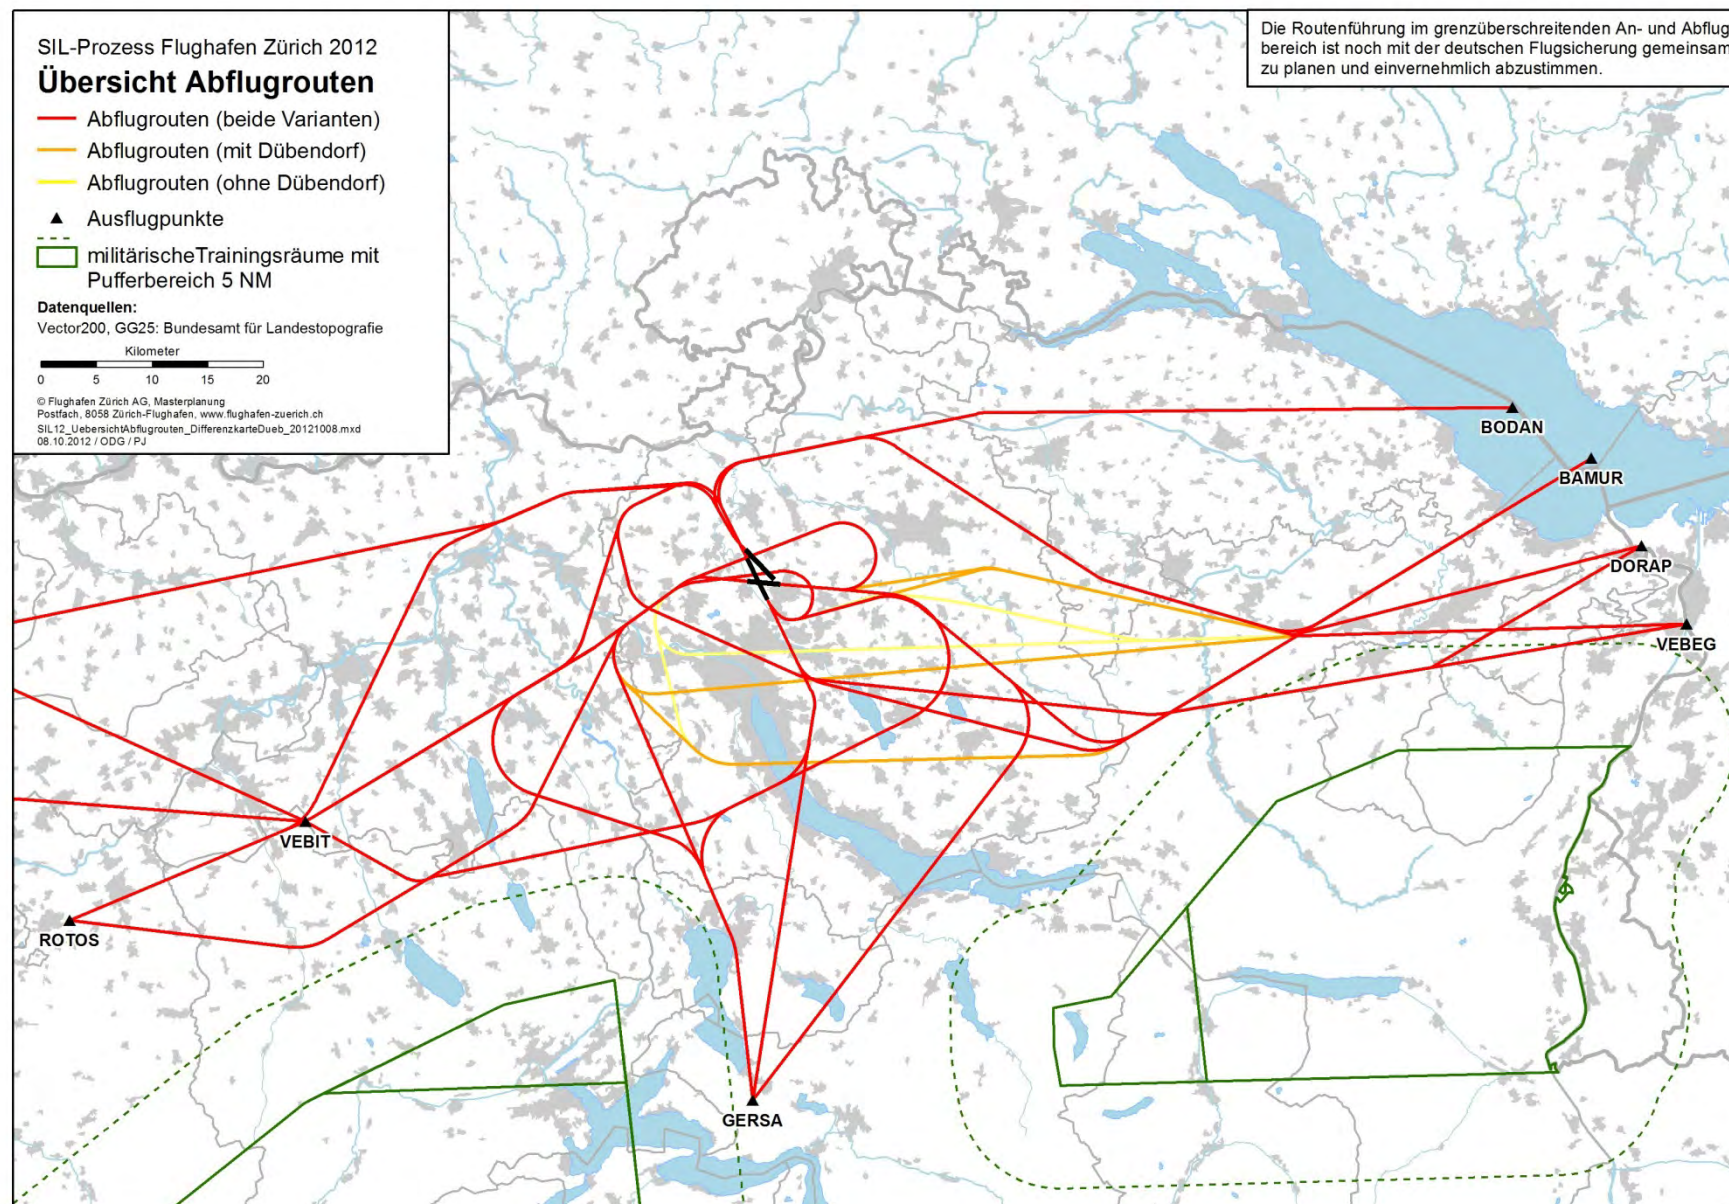 SIL-Prozess Flughafen Zürich 2012
Übersicht Abflugrouten
Abflugrouten (beide Varianten)
Abflugrouten (mit Dübendorf)
Abflugrouten (ohne Dübendorf)
Ausflugpunkte
militärischeTrainingsräume mit
Pufferbereich 5 NM
Datenquellen:
Vector200, GG25: Bundesamt für Landestopografie
Kilometer
0 5 10 15 20
© Flughafen Zürich AG, Masterplanung
Postfach, 8058 Zürich-Flughafen, www.flughafen-zuerich.ch
SIL12_UebersichtAbflugrouten_DifferenzkarteDueb_20121008.mxd
08.10.2012 / ODG / PJ
Die Routenführung im grenzüberschreitenden An- und Abflug
bereich ist noch mit der deutschen Flugsicherung gemeinsam
zu planen und einvernehmlich abzustimmen.
BODAN
BAMUR
DORAP
VEBEG
VEBIT
ROTOS
GERSA